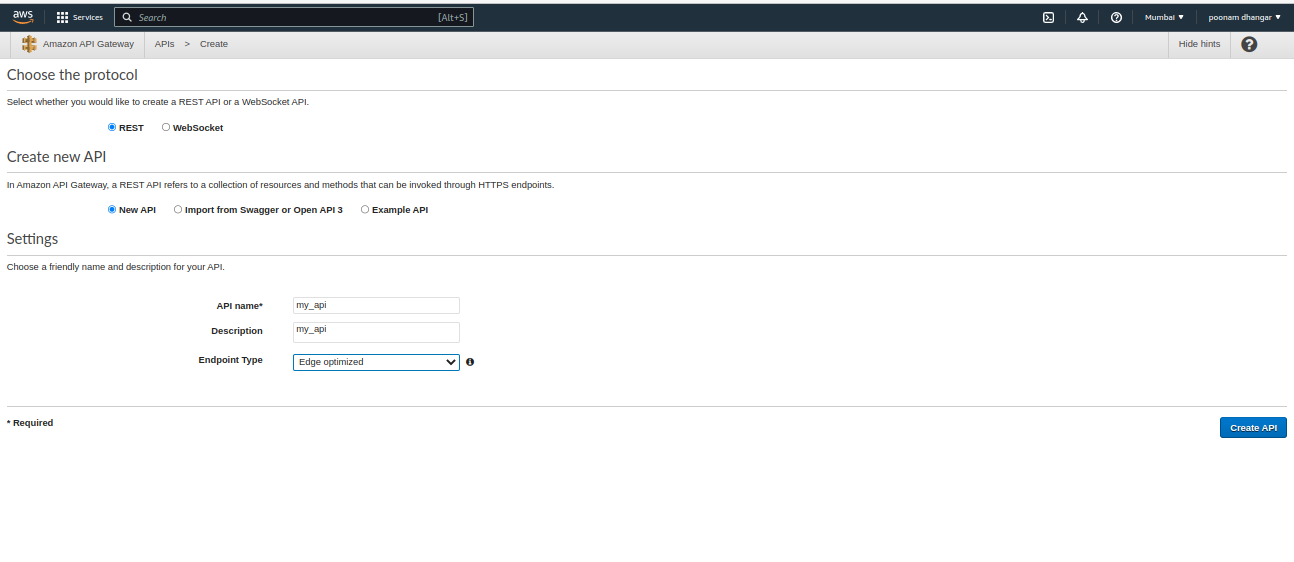 aws Services Search [Alt+S] Mumbai ▼ poonam dhangar ▼
Amazon API Gateway APIs > Create Hide hints ?
Choose the protocol
Select whether you would like to create a REST API or a WebSocket API.
REST WebSocket
Create new API
In Amazon API Gateway, a REST API refers to a collection of resources and methods that can be invoked through HTTPS endpoints.
New API Import from Swagger or Open API 3 Example API
Settings
Choose a friendly name and description for your API.
API name* my_api
Description my_api
Endpoint Type Edge optimized
* Required Create API